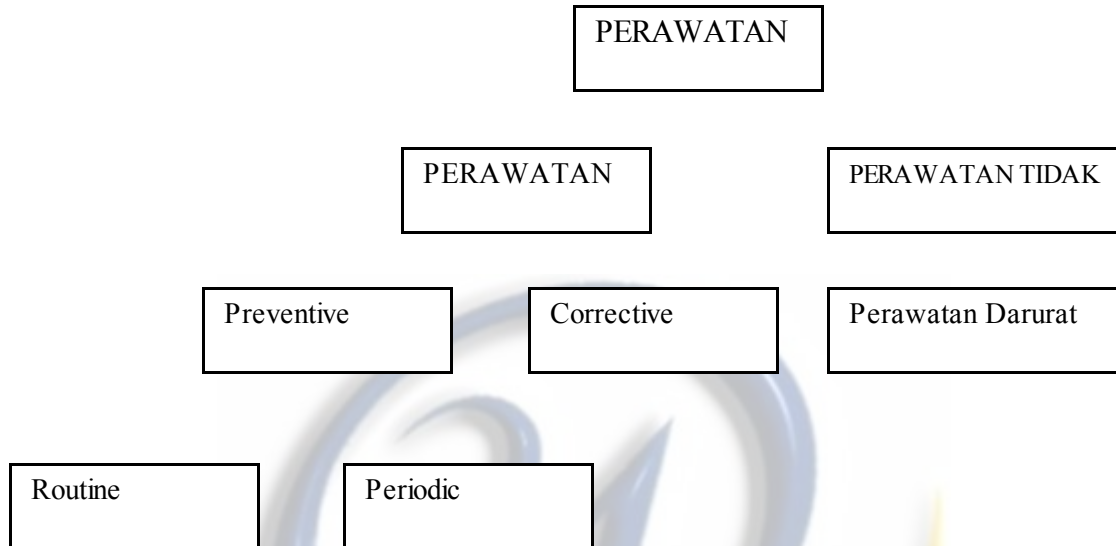 PERAWATAN
PERAWATAN
PERAWATAN TIDAK
Preventive
Corrective
Perawatan Darurat
Routine
Periodic